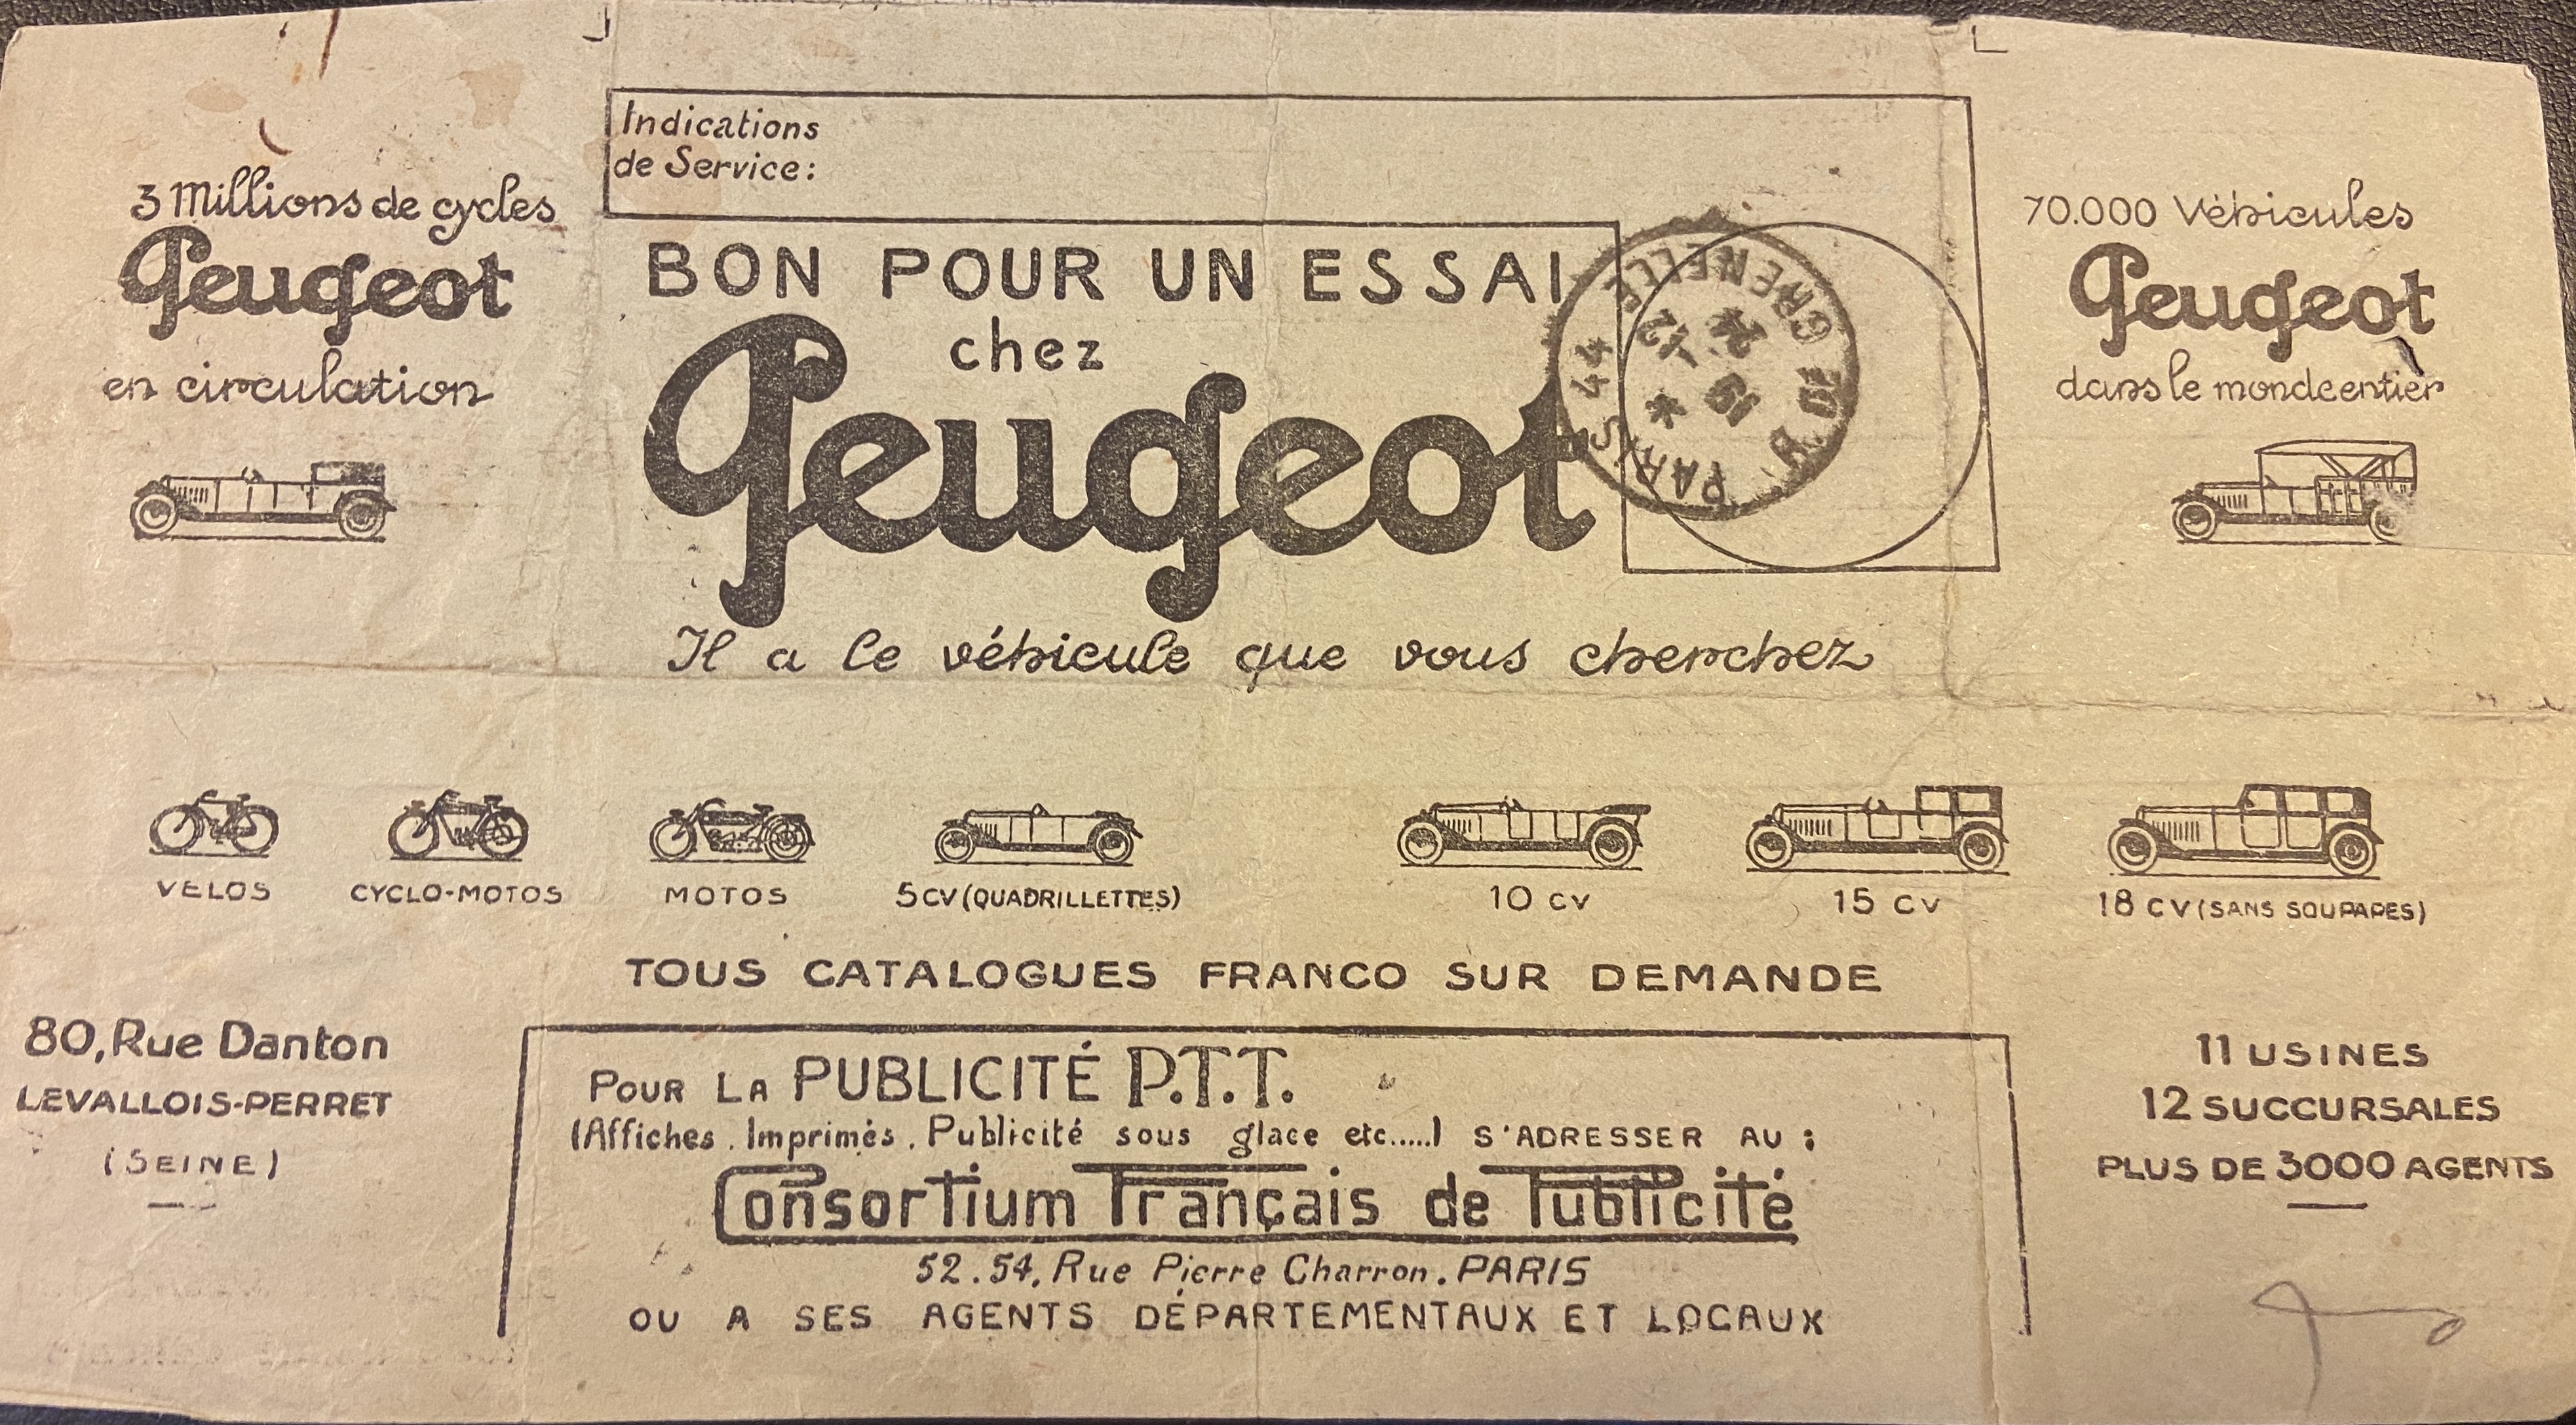 Indications
de Service:
3 Millions de cycles
Peugeot
en circulation
BON POUR UN ESSAI
chez
Peugeot
Il a le véhicule que vous cherchez
70.000 Véhicules
Peugeot
dans le monde entier
PARIS 44
GRENELLE
19
12
VELOS
CYCLO-MOTOS
MOTOS
5CV (QUADRILLETTES)
10 CV
15 CV
18 CV (SANS SOUPAPES)
TOUS CATALOGUES FRANCO SUR DEMANDE
80, Rue Danton
LEVALLOIS-PERRET
(SEINE)
POUR LA PUBLICITÉ P.T.T.
(Affiches. Imprimés. Publicité sous glace etc.....) S'ADRESSER AU :
Consortium Français de Publicité
52.54, Rue Pierre Charron. PARIS
OU A SES AGENTS DÉPARTEMENTAUX ET LOCAUX
11 USINES
12 SUCCURSALES
PLUS DE 3000 AGENTS